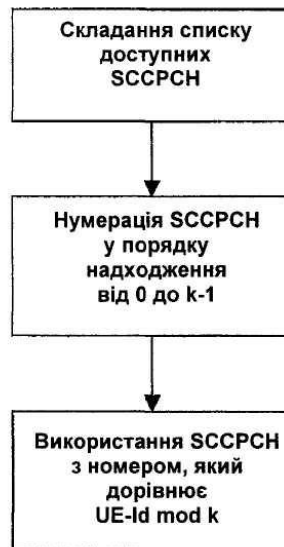 Складання списку
доступних
SCCPCH
Нумерація SCCPCH
у порядку
надходження
від 0 до k-1
Використання SCCPCH
з номером, який
дорівнює
UE-Id mod k